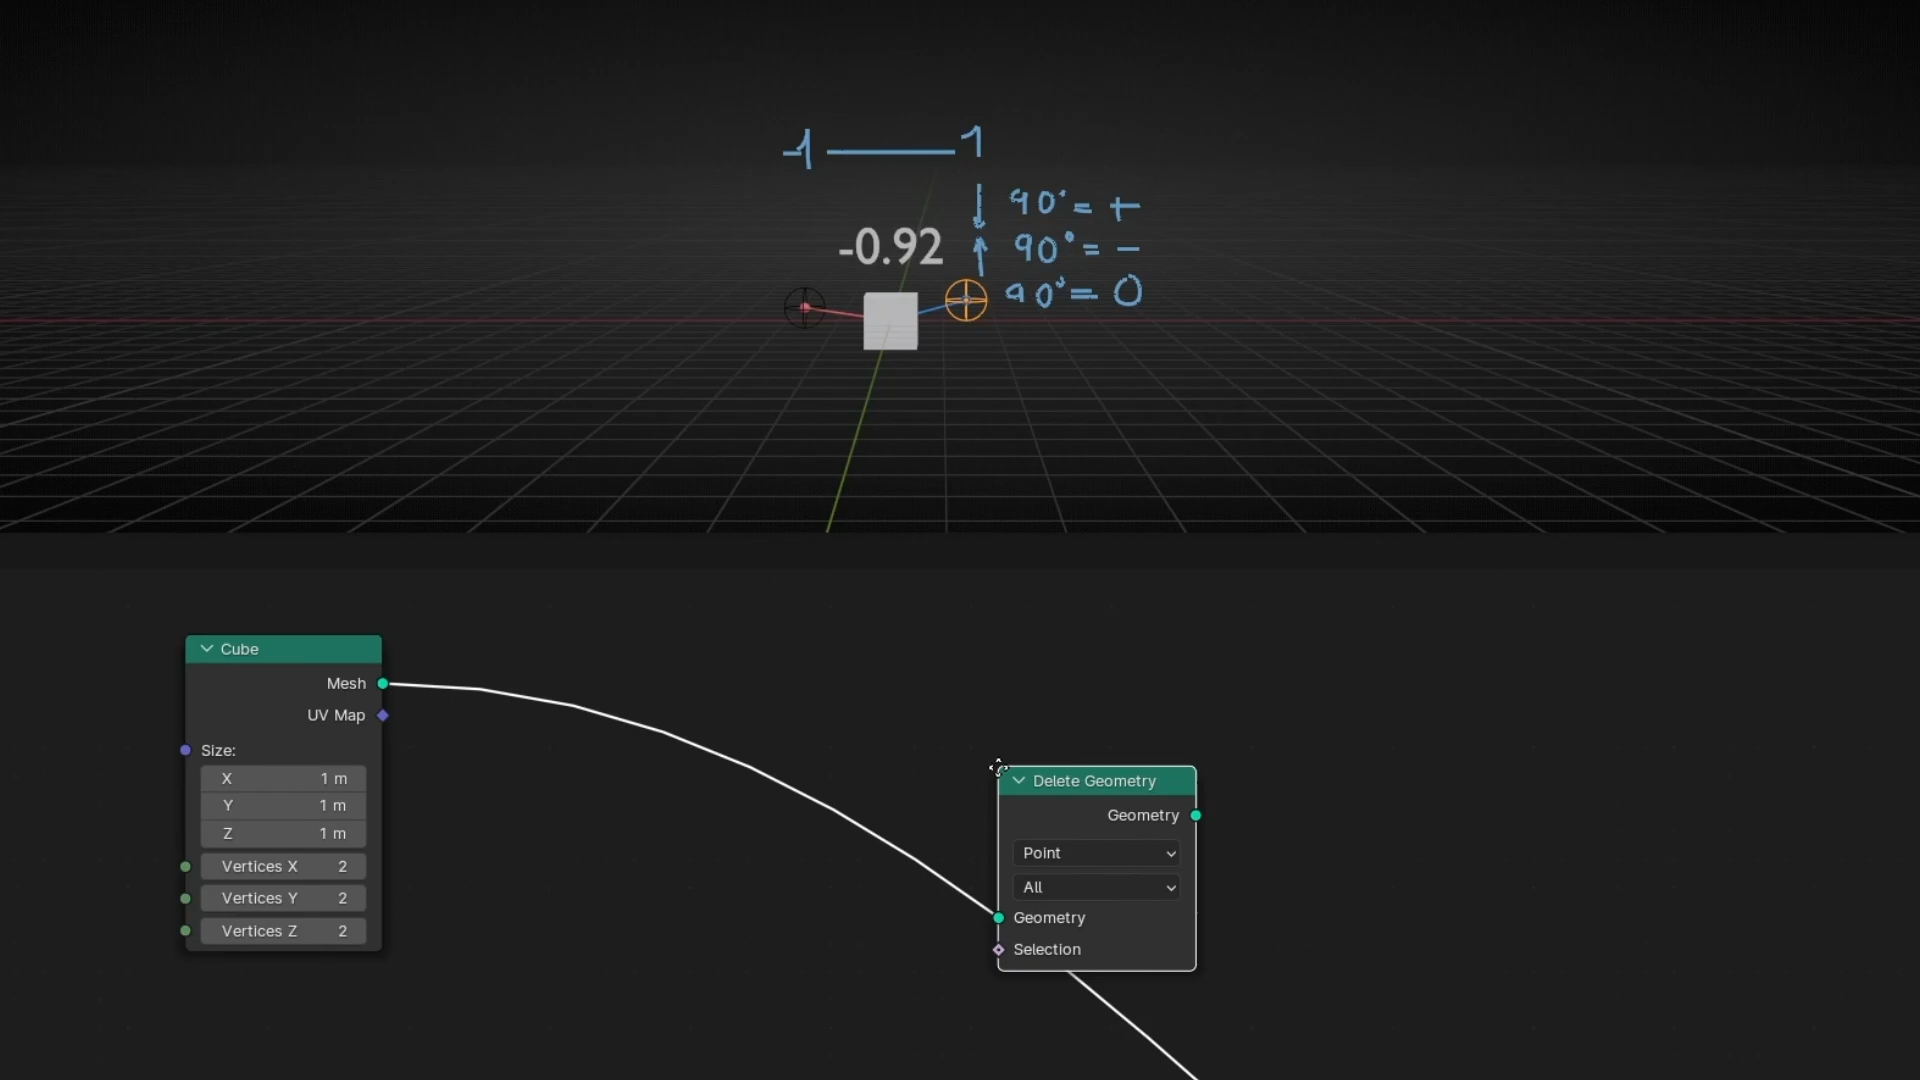 -1 — 1
↓ 90° = +
-0.92
↑ 90° = -
90° = 0
Cube
Mesh
UV Map
Size:
X 1 m
Y 1 m
Z 1 m
Vertices X 2
Vertices Y 2
Vertices Z 2
Delete Geometry
Geometry
Point
All
Geometry
Selection